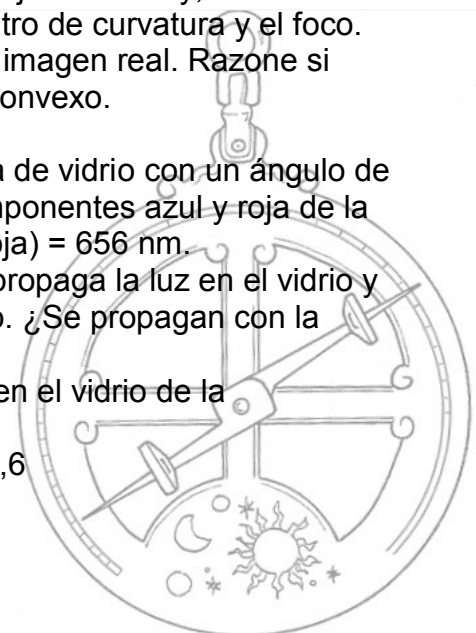 tro de curvatura y el foco.
imagen real. Razone si
onvexo.
a de vidrio con un ángulo de
mponentes azul y roja de la
oja) = 656 nm.
propaga la luz en el vidrio y
o. ¿Se propagan con la
en el vidrio de la
,6